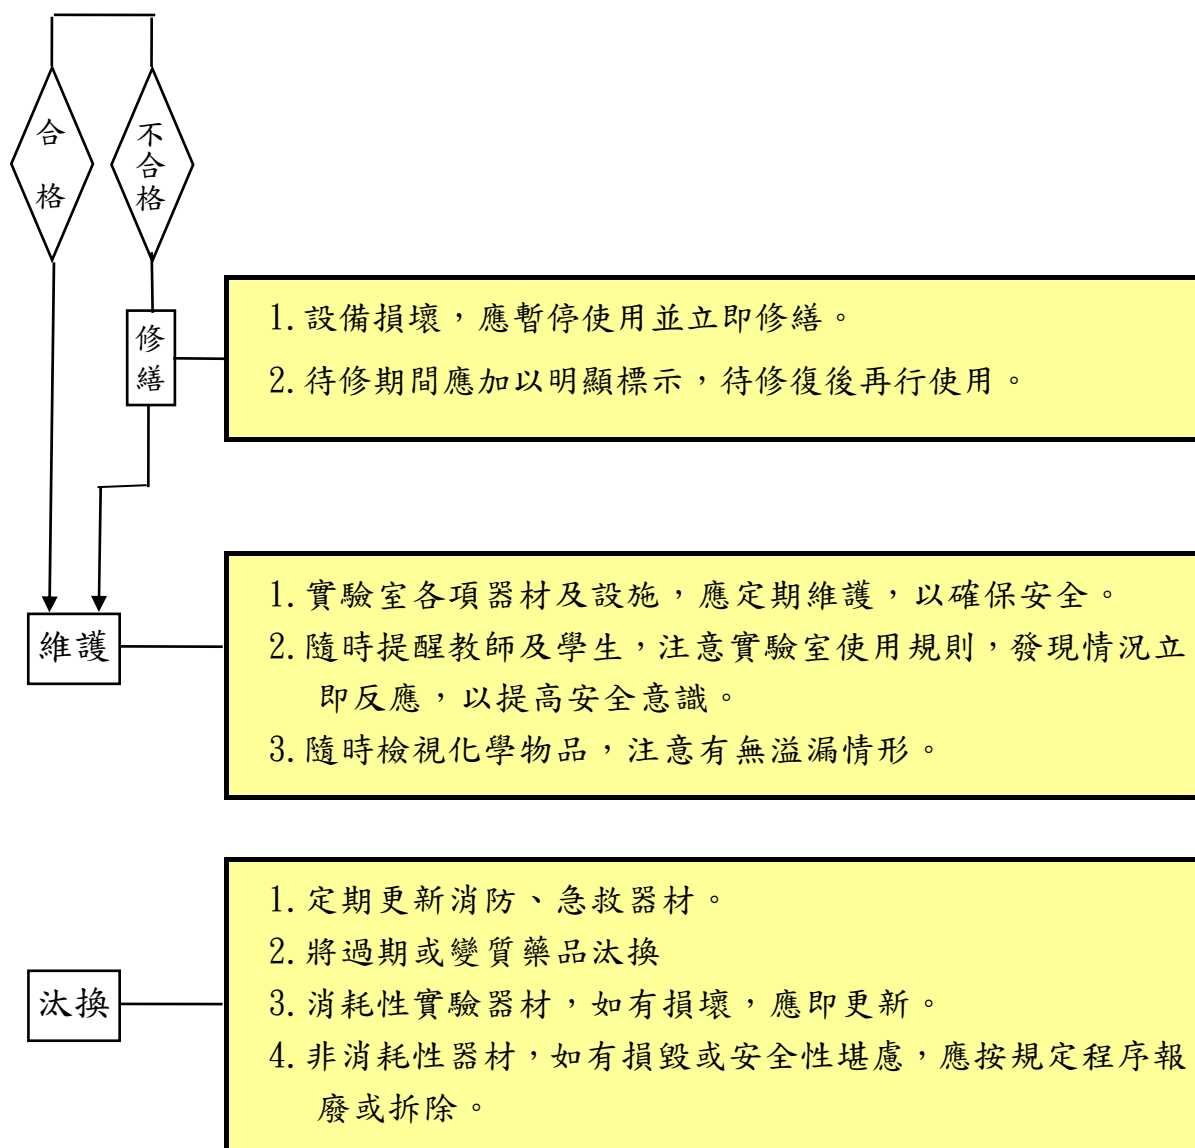 合格
不合格
修繕
1.設備損壞，應暫停使用並立即修繕。
2.待修期間應加以明顯標示，待修復後再行使用。
維護
1.實驗室各項器材及設施，應定期維護，以確保安全。
2.隨時提醒教師及學生，注意實驗室使用規則，發現情況立
即反應，以提高安全意識。
3.隨時檢視化學物品，注意有無溢漏情形。
汰換
1.定期更新消防、急救器材。
2.將過期或變質藥品汰換
3.消耗性實驗器材，如有損壞，應即更新。
4.非消耗性器材，如有損毀或安全性堪慮，應按規定程序報
廢或拆除。